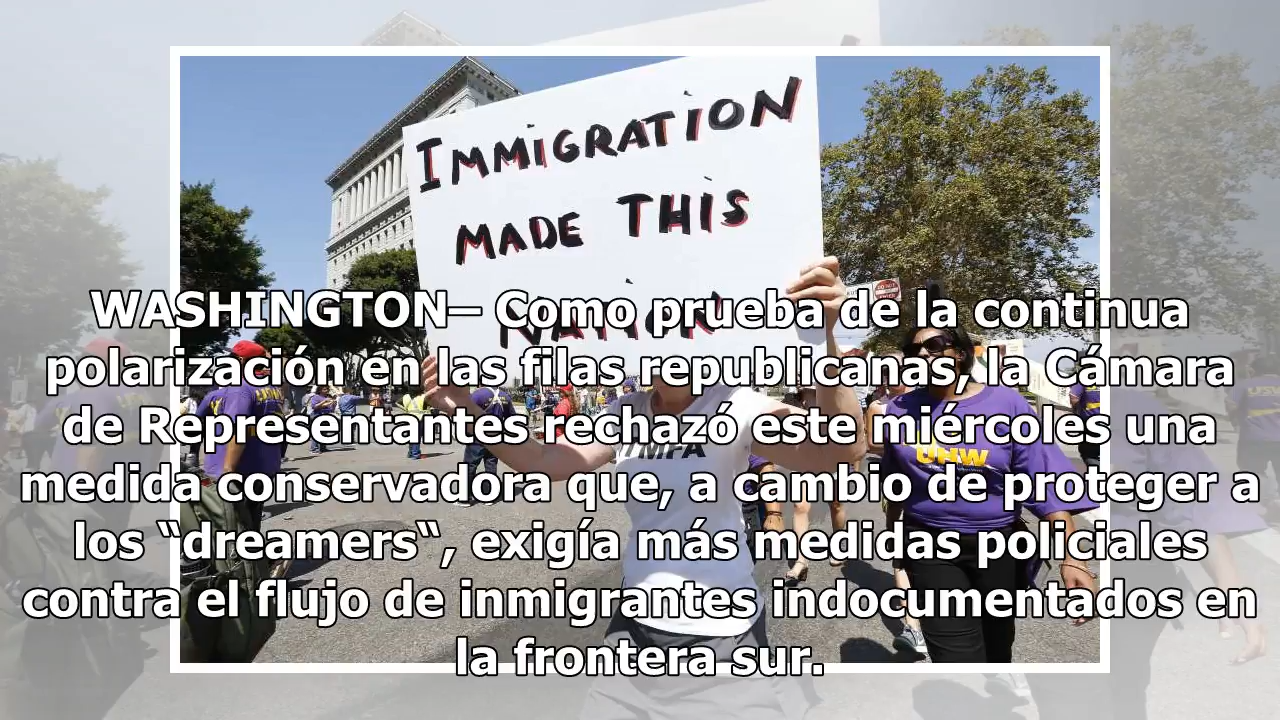 IMMIGRATION
MADE THIS
NATION!
WASHINGTON— Como prueba de la continua
polarización en las filas republicanas, la Cámara
de Representantes rechazó este miércoles una
medida conservadora que, a cambio de proteger a
los “dreamers“, exigía más medidas policiales
contra el flujo de inmigrantes indocumentados en
la frontera sur.
UHW